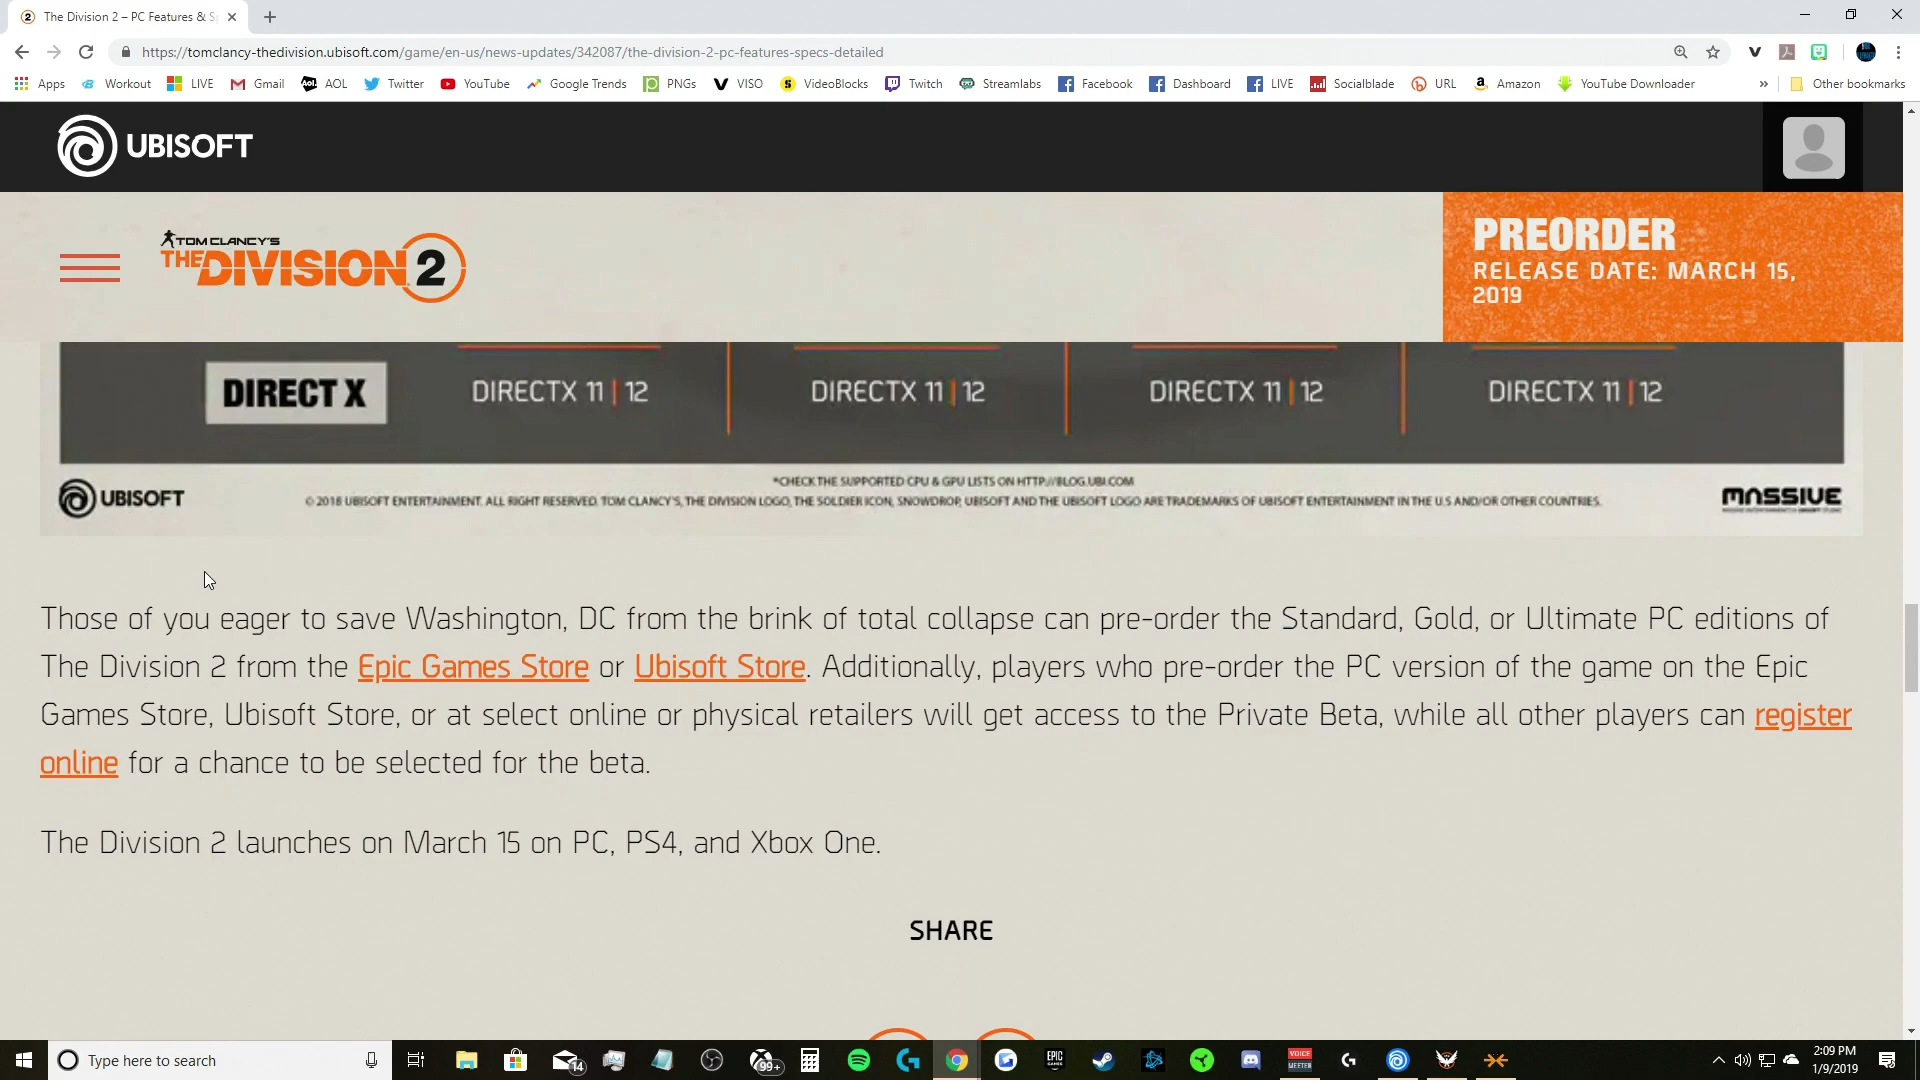 The Division 2 – PC Features & S
https://tomclancy-thedivision.ubisoft.com/game/en-us/news-updates/342087/the-division-2-pc-features-specs-detailed
Apps Workout LIVE Gmail AOL Twitter YouTube Google Trends PNGs VISO VideoBlocks Twitch Streamlabs Facebook Dashboard LIVE Socialblade URL Amazon YouTube Downloader » Other bookmarks
UBISOFT
TOM CLANCY'S
THE DIVISION 2
PREORDER
RELEASE DATE: MARCH 15,
2019
DIRECT X DIRECTX 11 | 12 DIRECTX 11 | 12 DIRECTX 11 | 12 DIRECTX 11 | 12
*CHECK THE SUPPORTED CPU & GPU LISTS ON HTTP://BLOG.UBI.COM
UBISOFT © 2018 UBISOFT ENTERTAINMENT. ALL RIGHT RESERVED. TOM CLANCY'S, THE DIVISION LOGO, THE SOLDIER ICON, SNOWDROP, UBISOFT AND THE UBISOFT LOGO ARE TRADEMARKS OF UBISOFT ENTERTAINMENT IN THE U.S AND/OR OTHER COUNTRIES. MASSIVE
Those of you eager to save Washington, DC from the brink of total collapse can pre-order the Standard, Gold, or Ultimate PC editions of
The Division 2 from the Epic Games Store or Ubisoft Store. Additionally, players who pre-order the PC version of the game on the Epic
Games Store, Ubisoft Store, or at select online or physical retailers will get access to the Private Beta, while all other players can register
online for a chance to be selected for the beta.
The Division 2 launches on March 15 on PC, PS4, and Xbox One.
SHARE
Type here to search
14
99+
EPIC GAMES
VOICE MEETER
2:09 PM
1/9/2019